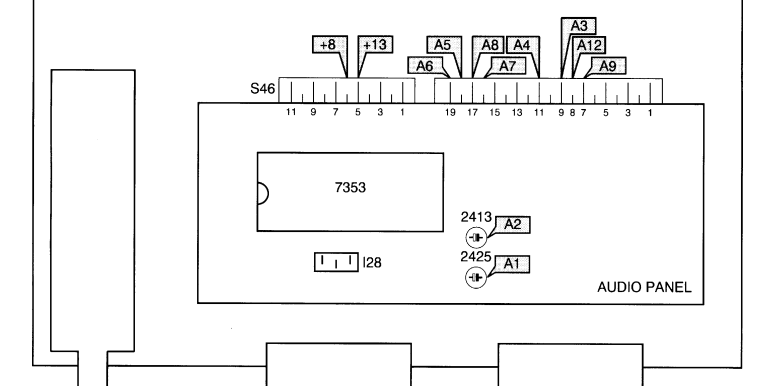 A3
+8 +13 A5 A8 A4 A12
A6 A7 A9
S46
11 9 7 5 3 1 19 17 15 13 11 9 8 7 5 3 1
7353
2413
A2
2425
A1
I28
AUDIO PANEL